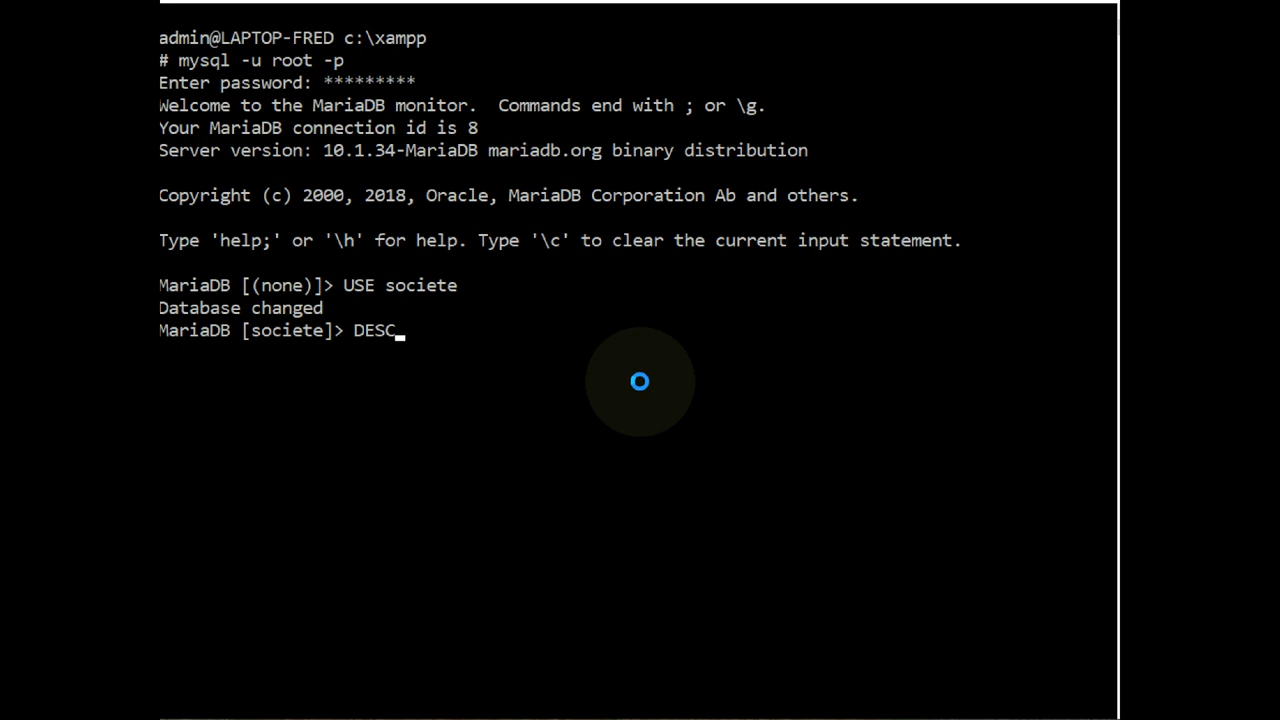 admin@LAPTOP-FRED c:\xampp
# mysql -u root -p
Enter password: *********
Welcome to the MariaDB monitor.  Commands end with ; or \g.
Your MariaDB connection id is 8
Server version: 10.1.34-MariaDB mariadb.org binary distribution
Copyright (c) 2000, 2018, Oracle, MariaDB Corporation Ab and others.
Type 'help;' or '\h' for help. Type '\c' to clear the current input statement.
MariaDB [(none)]> USE societe
Database changed
MariaDB [societe]> DESC